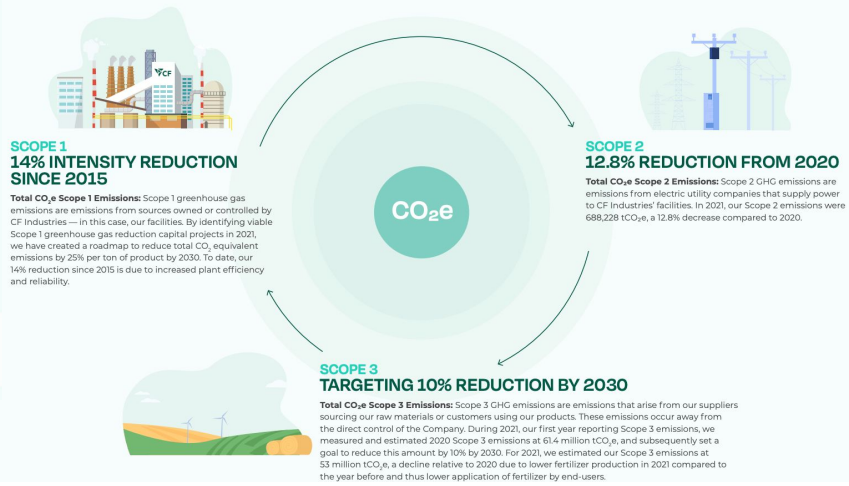 CF
SCOPE 1
14% INTENSITY REDUCTION
SINCE 2015
Total CO₂e Scope 1 Emissions: Scope 1 greenhouse gas
emissions are emissions from sources owned or controlled by
CF Industries — in this case, our facilities. By identifying viable
Scope 1 greenhouse gas reduction capital projects in 2021,
we have created a roadmap to reduce total CO₂ equivalent
emissions by 25% per ton of product by 2030. To date, our
14% reduction since 2015 is due to increased plant efficiency
and reliability.
CO₂e
SCOPE 2
12.8% REDUCTION FROM 2020
Total CO₂e Scope 2 Emissions: Scope 2 GHG emissions are
emissions from electric utility companies that supply power
to CF Industries’ facilities. In 2021, our Scope 2 emissions were
688,228 tCO₂e, a 12.8% decrease compared to 2020.
SCOPE 3
TARGETING 10% REDUCTION BY 2030
Total CO₂e Scope 3 Emissions: Scope 3 GHG emissions are emissions that arise from our suppliers
sourcing our raw materials or customers using our products. These emissions occur away from
the direct control of the Company. During 2021, our first year reporting Scope 3 emissions, we
measured and estimated 2020 Scope 3 emissions at 61.4 million tCO₂e, and subsequently set a
goal to reduce this amount by 10% by 2030. For 2021, we estimated our Scope 3 emissions at
53 million tCO₂e, a decline relative to 2020 due to lower fertilizer production in 2021 compared to
the year before and thus lower application of fertilizer by end-users.